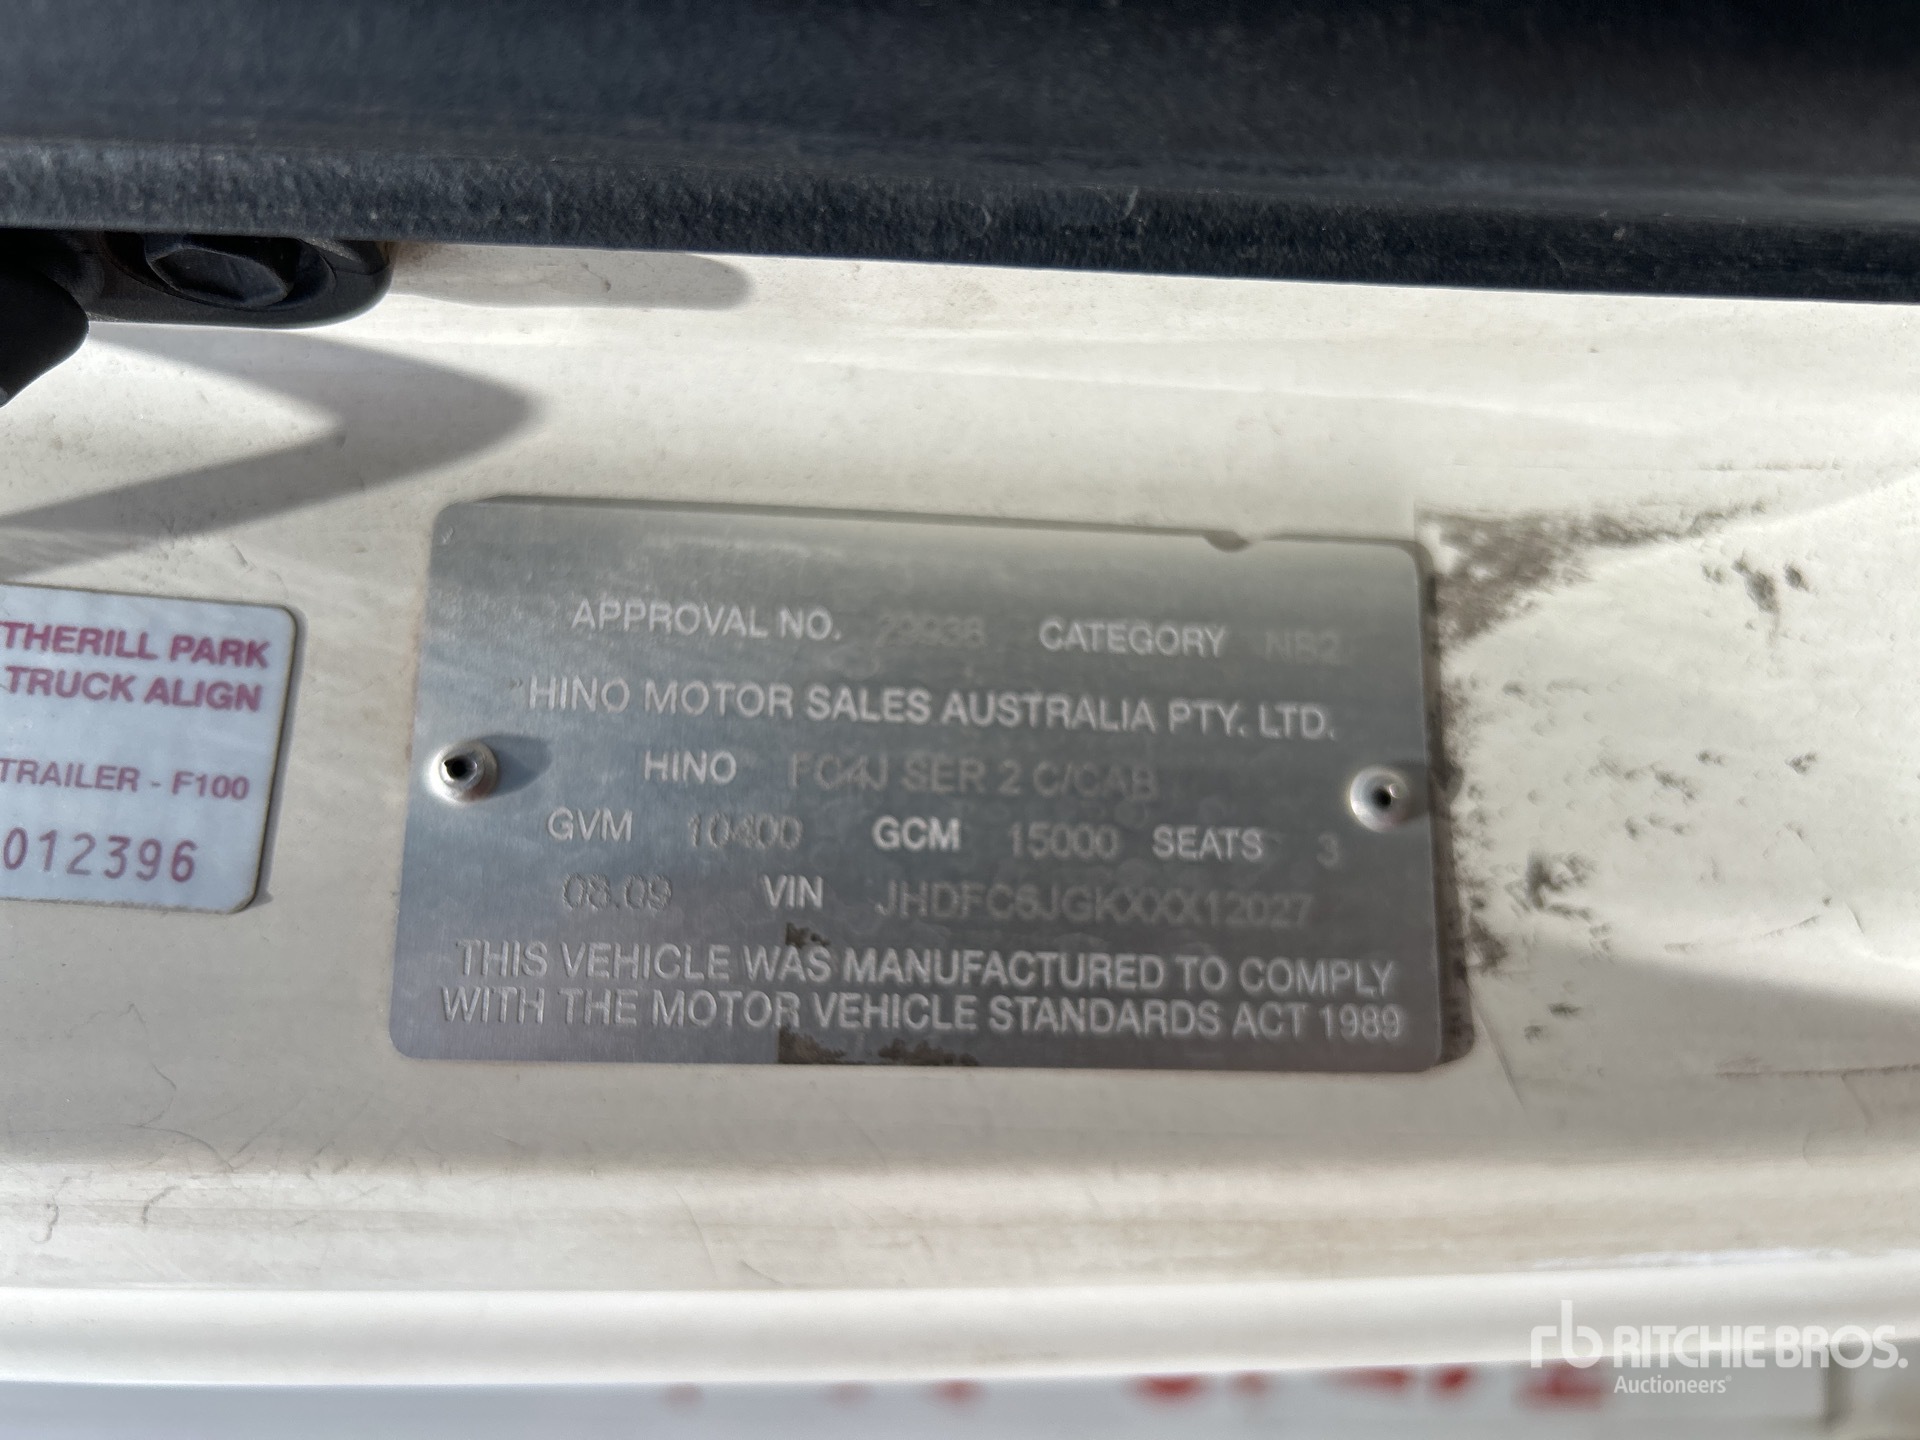 THERILL PARK
TRUCK ALIGN
TRAILER - F100
012396
APPROVAL NO. 29938 CATEGORY NB2
HINO MOTOR SALES AUSTRALIA PTY. LTD.
HINO FC4J SER 2 C/CAB
GVM 10400 GCM 15000 SEATS 3
08.09 VIN JHDFC6JGKXXX12027
THIS VEHICLE WAS MANUFACTURED TO COMPLY
WITH THE MOTOR VEHICLE STANDARDS ACT 1989
rb RITCHIE BROS.
Auctioneers